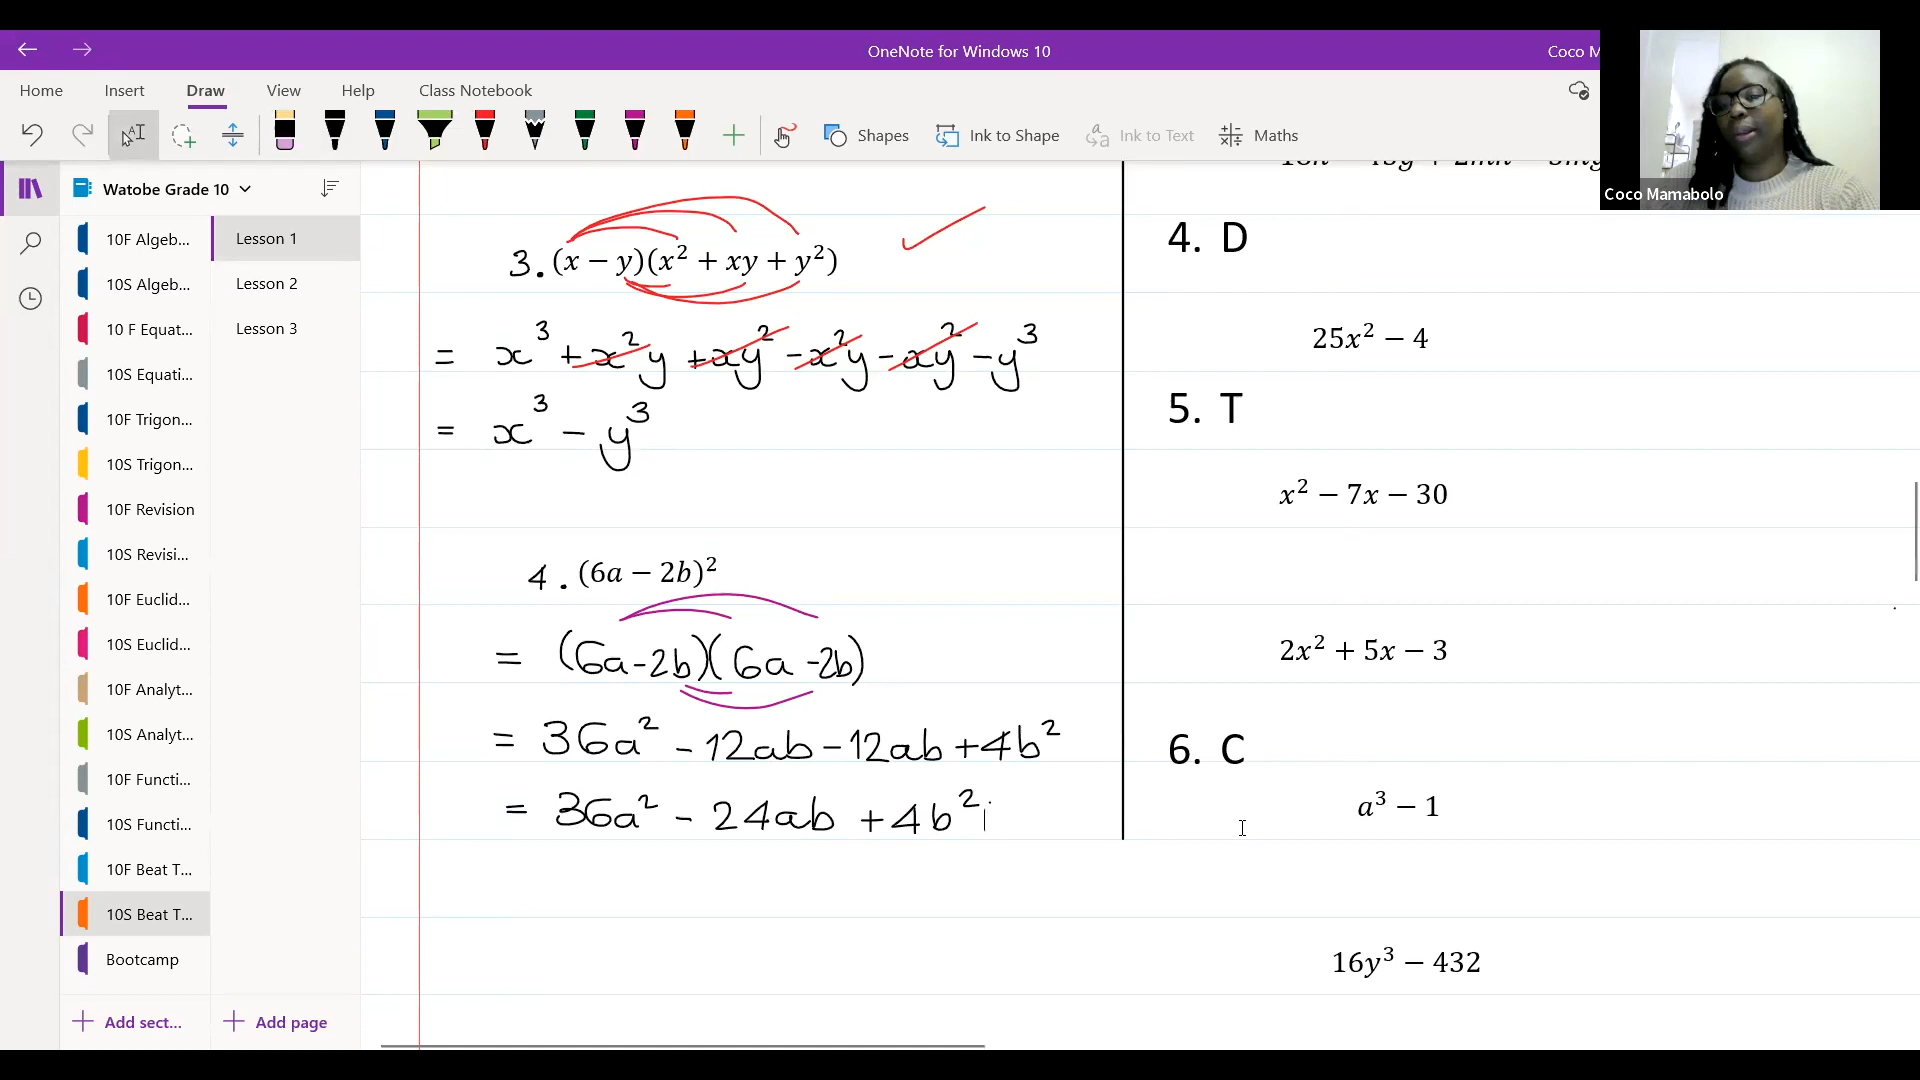 OneNote for Windows 10
Coco M
Home Insert Draw View Help Class Notebook
Shapes Ink to Shape Ink to Text Maths
Coco Mamabolo
Watobe Grade 10
10F Algeb...
10S Algeb...
10 F Equat...
10S Equati...
10F Trigon...
10S Trigon...
10F Revision
10S Revisi...
10F Euclid...
10S Euclid...
10F Analyt...
10S Analyt...
10F Functi...
10S Functi...
10F Beat T...
10S Beat T...
Bootcamp
Add sect...
Lesson 1
Lesson 2
Lesson 3
Add page
3. (x − y)(x² + xy + y²)
= x³ + x²y + xy² − x²y − xy² − y³
= x³ − y³
4. (6a − 2b)²
= (6a − 2b)(6a − 2b)
= 36a² − 12ab − 12ab + 4b²
= 36a² − 24ab + 4b²
4. D
25x² − 4
5. T
x² − 7x − 30
2x² + 5x − 3
6. C
a³ − 1
16y³ − 432